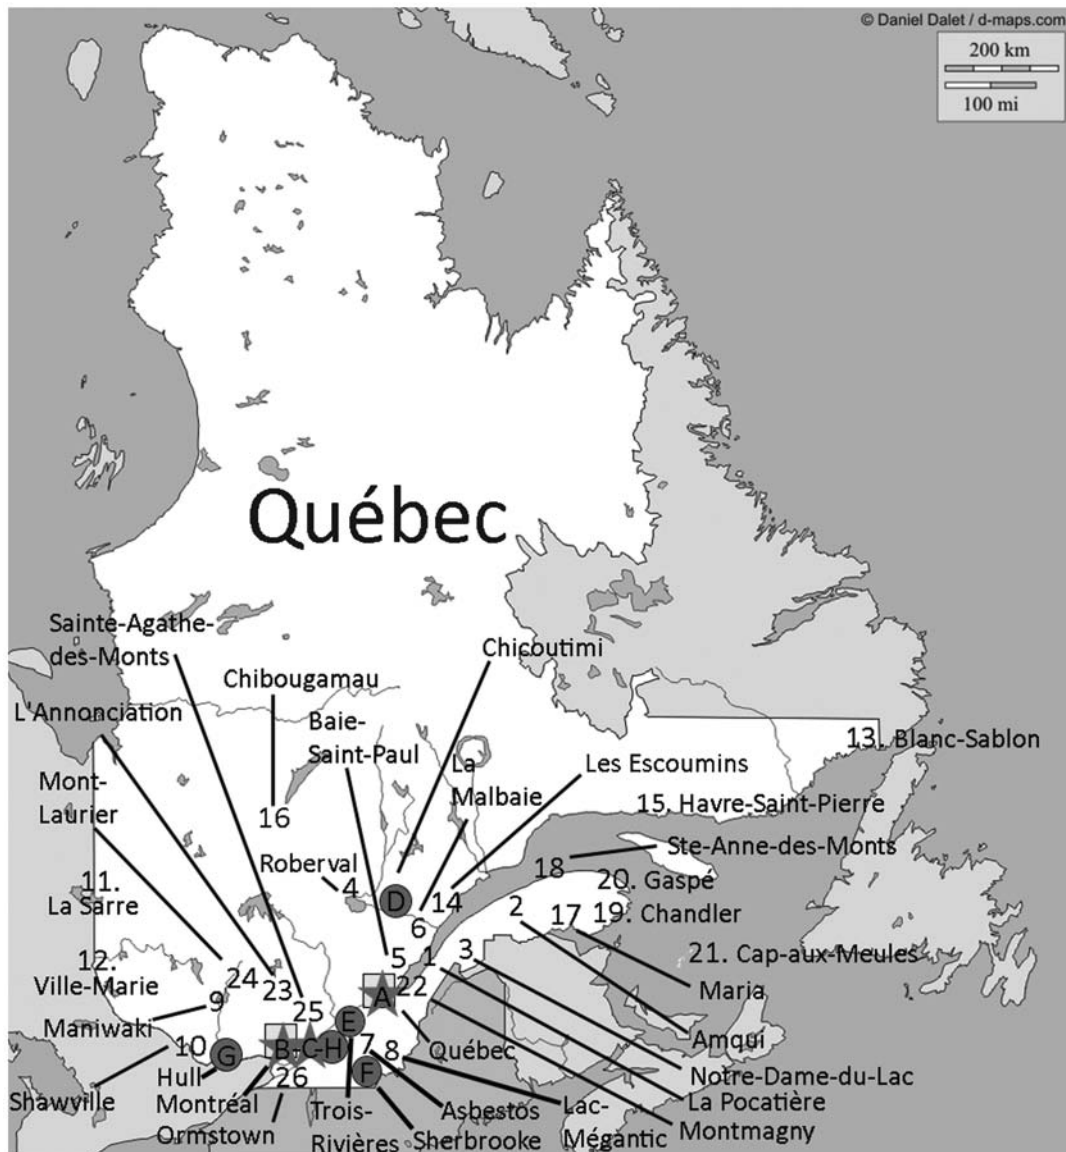 © Daniel Dalet / d-maps.com
200 km
100 mi
Québec
Sainte-Agathe-
des-Monts
Chicoutimi
Chibougamau
L'Annonciation
Baie-
Saint-Paul
13. Blanc-Sablon
La
Malbaie
Les Escoumins
Mont-
Laurier
15. Havre-Saint-Pierre
16
Ste-Anne-des-Monts
Roberval
4
18
11.
La Sarre
20. Gaspé
D
14
2
17
19. Chandler
6
12.
Ville-Marie
5
1
3
21. Cap-aux-Meules
24
23
A
22
Maria
9
25
Maniwaki
E
Amqui
10
G
B-C-H
7
8
Québec
F
Notre-Dame-du-Lac
Shawville
Hull
26
Montréal
La Pocatière
Ormstown
Trois-
Rivières
Asbestos
Sherbrooke
Lac-
Mégantic
Montmagny